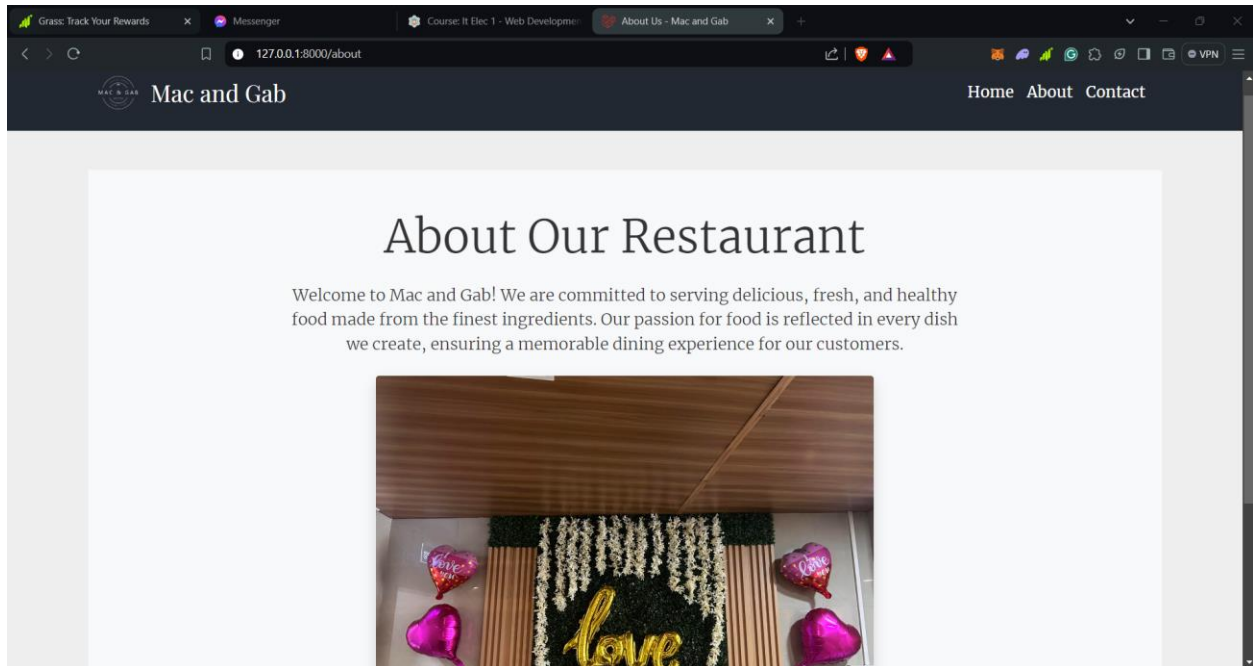 Grass: Track Your Rewards
Messenger
Course: It Elec 1 - Web Developmen
About Us - Mac and Gab
127.0.0.1:8000/about
VPN
MAC & GAB
Mac and Gab
Home About Contact
About Our Restaurant
Welcome to Mac and Gab! We are committed to serving delicious, fresh, and healthy
food made from the finest ingredients. Our passion for food is reflected in every dish
we create, ensuring a memorable dining experience for our customers.
love
love
love